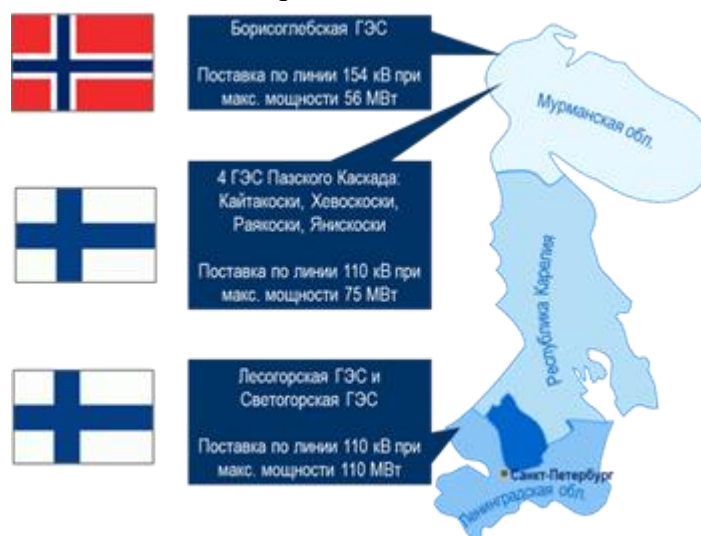 Борисоглебская ГЭС
Поставка по линии 154 кВ при
макс. мощности 56 МВт
Мурманская обл.
4 ГЭС Пазского Каскада:
Кайтакоски, Хевоскоски,
Раякоски, Янискоски
Поставка по линии 110 кВ при
макс. мощности 75 МВт
Республика Карелия
Лесогорская ГЭС и
Светогорская ГЭС
Поставка по линии 110 кВ при
макс. мощности 110 МВт
Санкт-Петербург
Ленинградская обл.